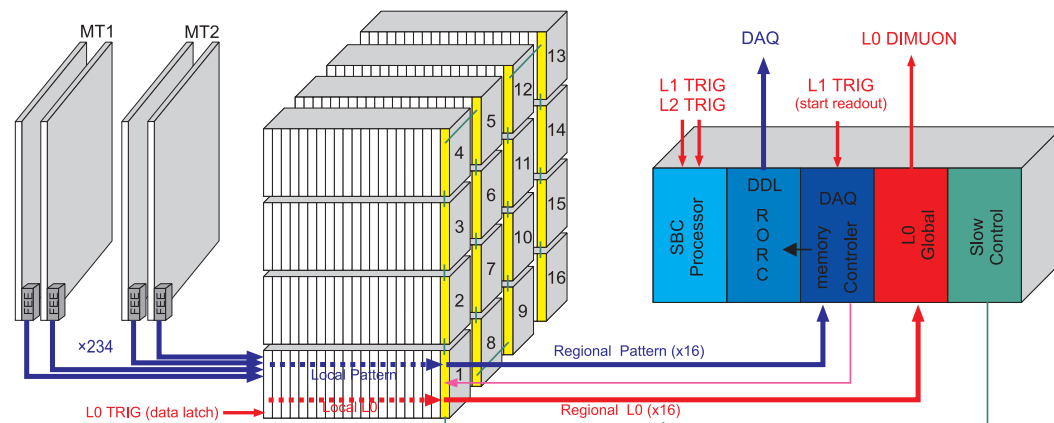 MT1
MT2
FEE
FEE
FEE
FEE
×234
L0 TRIG (data latch)
4
3
2
1
5
6
7
8
12
11
10
9
13
14
15
16
Local Pattern
Local L0
Regional Pattern (x16)
Regional L0 (x16)
DAQ
L0 DIMUON
L1 TRIG
L2 TRIG
L1 TRIG
(start readout)
SBC
Processor
DDL
RORC
DAQ
memory
Controler
L0
Global
Slow
Control